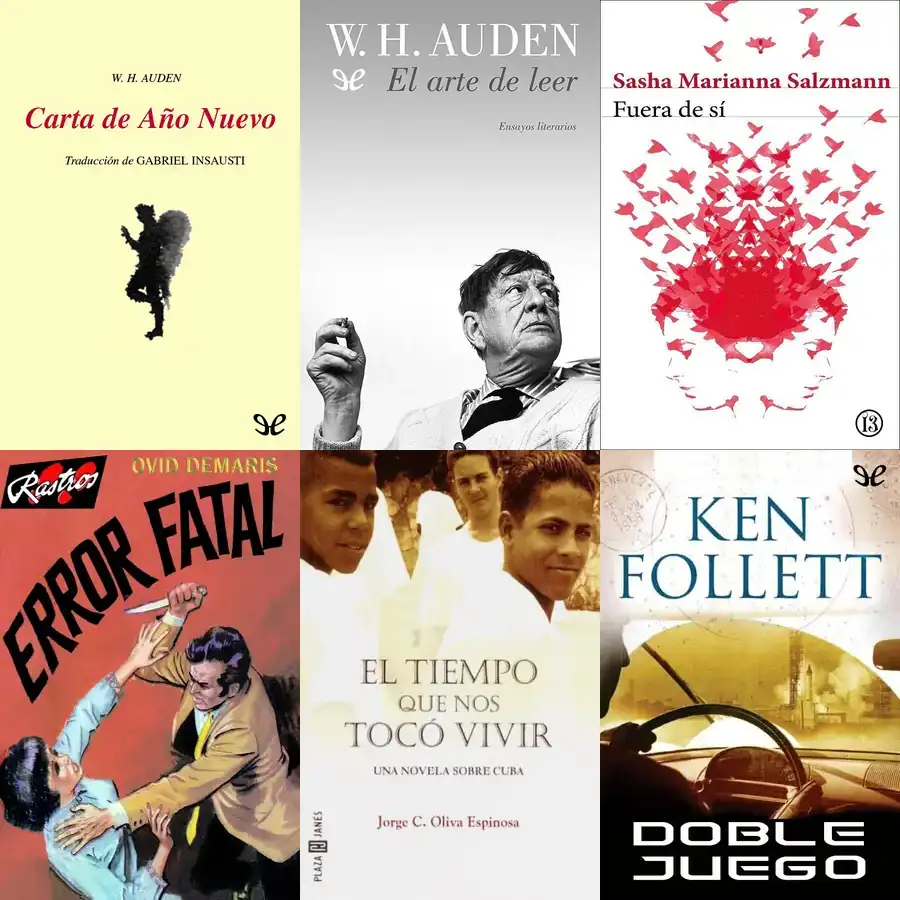 W. H. AUDEN
Carta de Año Nuevo
Traducción de GABRIEL INSAUSTI
W. H. AUDEN
El arte de leer
Ensayos literarios
Sasha Marianna Salzmann
Fuera de sí
13
Rastros
OVID DEMARIS
ERROR FATAL
EL TIEMPO
QUE NOS
TOCÓ VIVIR
UNA NOVELA SOBRE CUBA
Jorge C. Oliva Espinosa
PLAZA JANES
KEN
FOLLETT
DOBLE
JUEGO